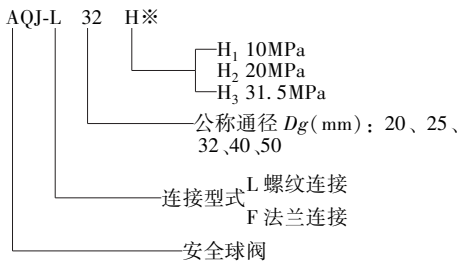 AQJ-L 32 H※
H₁ 10MPa
H₂ 20MPa
H₃ 31.5MPa
公称通径 Dg(mm)：20、25、
32、40、50
连接型式
L 螺纹连接
F 法兰连接
安全球阀